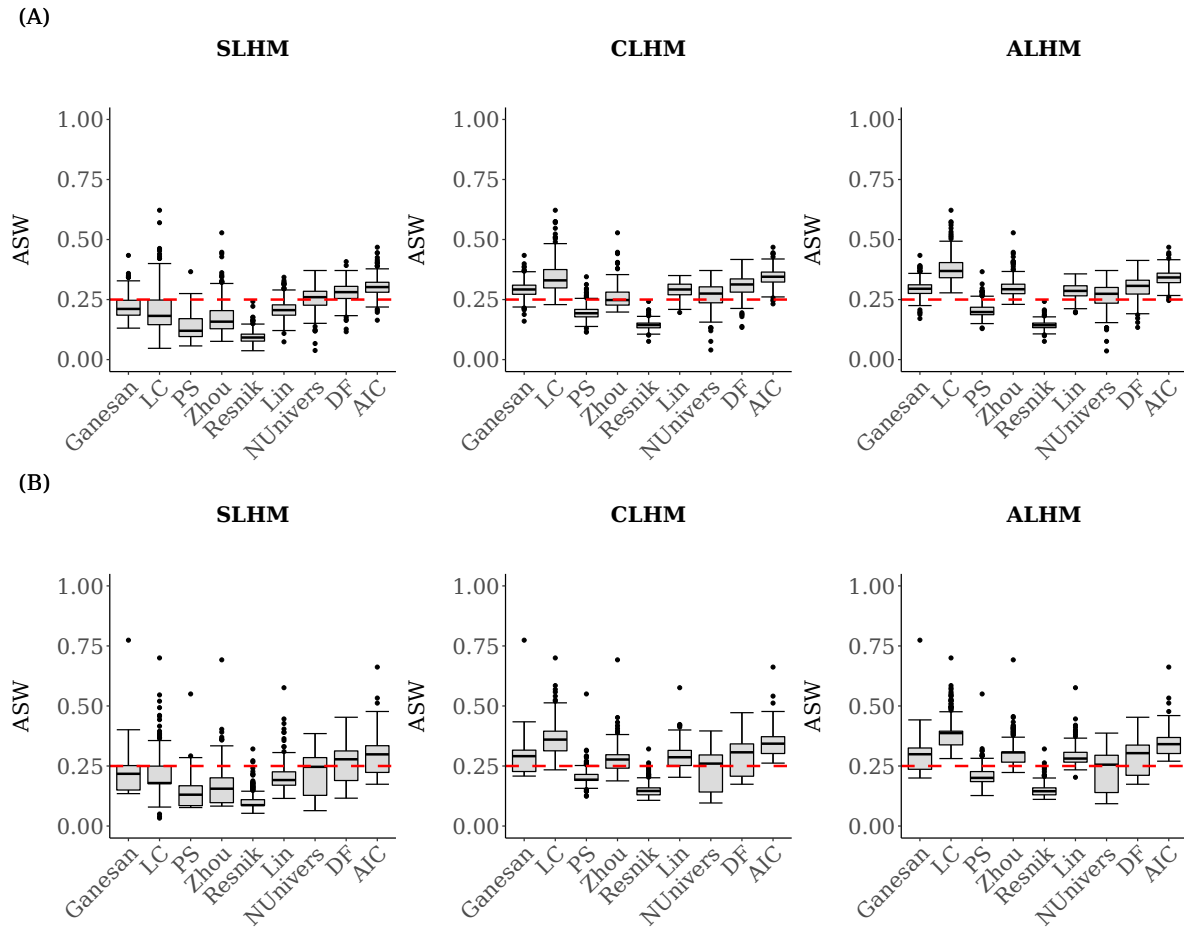 (A)
SLHM CLHM ALHM
1.00 1.00 1.00
0.75 0.75 0.75
ASW ASW ASW
0.50 0.50 0.50
0.25 0.25 0.25
0.00 0.00 0.00
Ganesan LC PS Zhou Resnik Lin NUnivers DF AIC Ganesan LC PS Zhou Resnik Lin NUnivers DF AIC Ganesan LC PS Zhou Resnik Lin NUnivers DF AIC
(B)
SLHM CLHM ALHM
1.00 1.00 1.00
0.75 0.75 0.75
ASW ASW ASW
0.50 0.50 0.50
0.25 0.25 0.25
0.00 0.00 0.00
Ganesan LC PS Zhou Resnik Lin NUnivers DF AIC Ganesan LC PS Zhou Resnik Lin NUnivers DF AIC Ganesan LC PS Zhou Resnik Lin NUnivers DF AIC